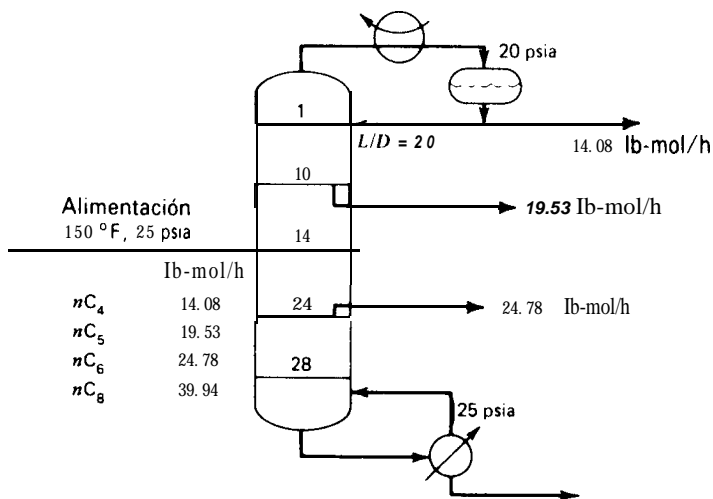 20 psia
1
L/D = 20
14.08 lb-mol/h
10
19.53 lb-mol/h
Alimentación
150 °F, 25 psia
14
lb-mol/h
nC₄ 14.08
24
24.78 lb-mol/h
nC₅ 19.53
nC₆ 24.78
28
nC₈ 39.94
25 psia